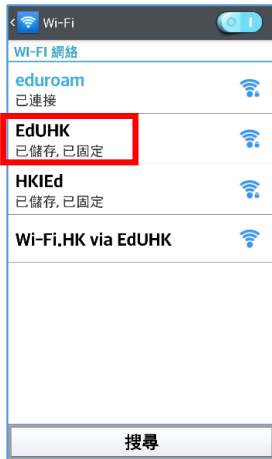 Wi-Fi
WI-FI 網絡
eduroam
已連接
EdUHK
已儲存, 已固定
HKIEd
已儲存, 已固定
Wi-Fi.HK via EdUHK
搜尋